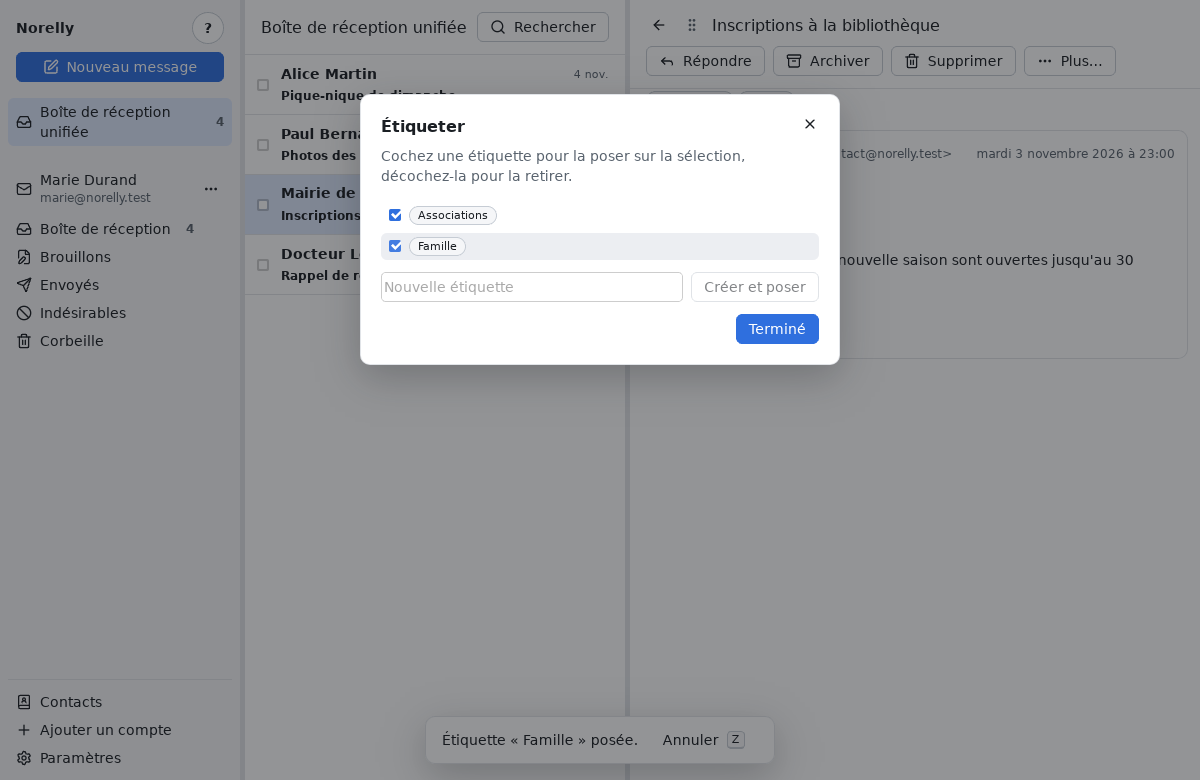 Norelly
?
Nouveau message
Boîte de réception
unifiée
4
Marie Durand
marie@norelly.test
Boîte de réception 4
Brouillons
Envoyés
Indésirables
Corbeille
Contacts
Ajouter un compte
Paramètres
Boîte de réception unifiée
Rechercher
Alice Martin 4 nov.
Pique-nique de dimanche
Paul
Photos des
Mairie de
Inscriptions
Docteur
Rappel de
Inscriptions à la bibliothèque
Répondre
Archiver
Supprimer
Plus...
mardi 3 novembre 2026 à 23:00
nouvelle saison sont ouvertes jusqu'au 30
Étiqueter
Cochez une étiquette pour la poser sur la sélection,
décochez-la pour la retirer.
Associations
Famille
Nouvelle étiquette
Créer et poser
Terminé
Étiquette « Famille » posée. Annuler Z